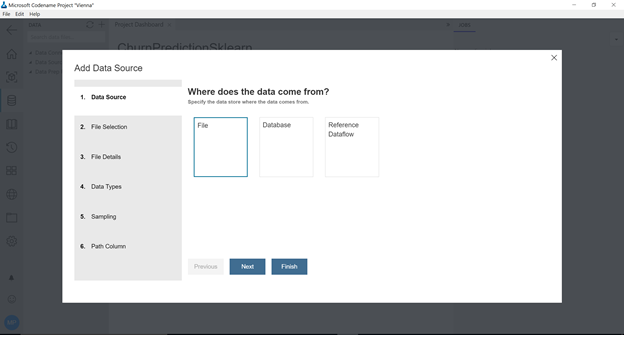 Microsoft Codename Project "Vienna"
File Edit Help
DATA
Project Dashboard
ChurnPredictionSklearn
Jobs
Add Data Source
1. Data Source
2. File Selection
3. File Details
4. Data Types
5. Sampling
6. Path Column
Where does the data come from?
Specify the data store where the data comes from.
File
Database
Reference
Dataflow
Previous
Next
Finish